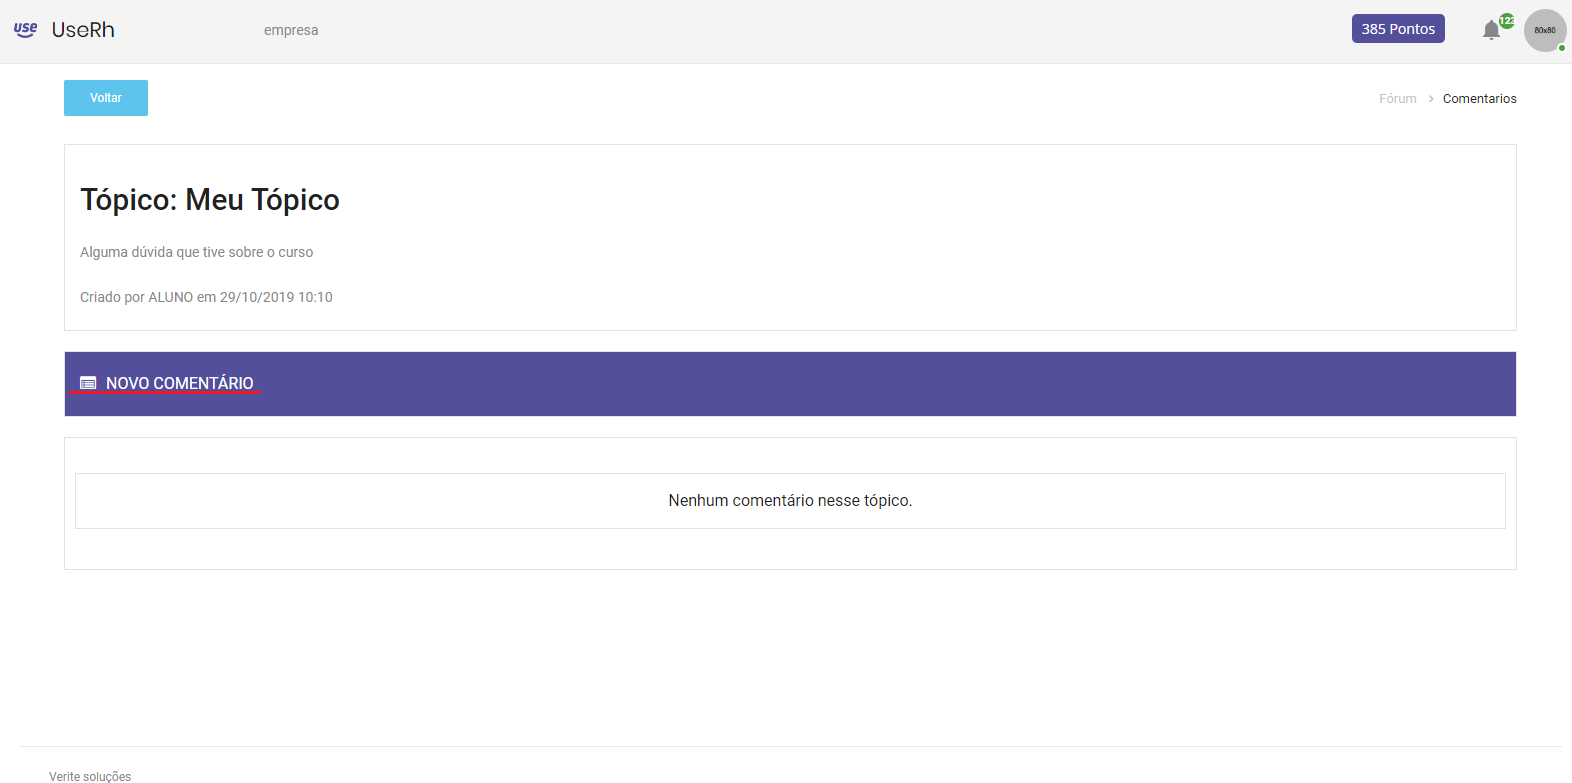 use UseRh empresa 385 Pontos 123 80x80
Voltar Fórum > Comentarios
Tópico: Meu Tópico
Alguma dúvida que tive sobre o curso
Criado por ALUNO em 29/10/2019 10:10
NOVO COMENTÁRIO
Nenhum comentário nesse tópico.
Verite soluções